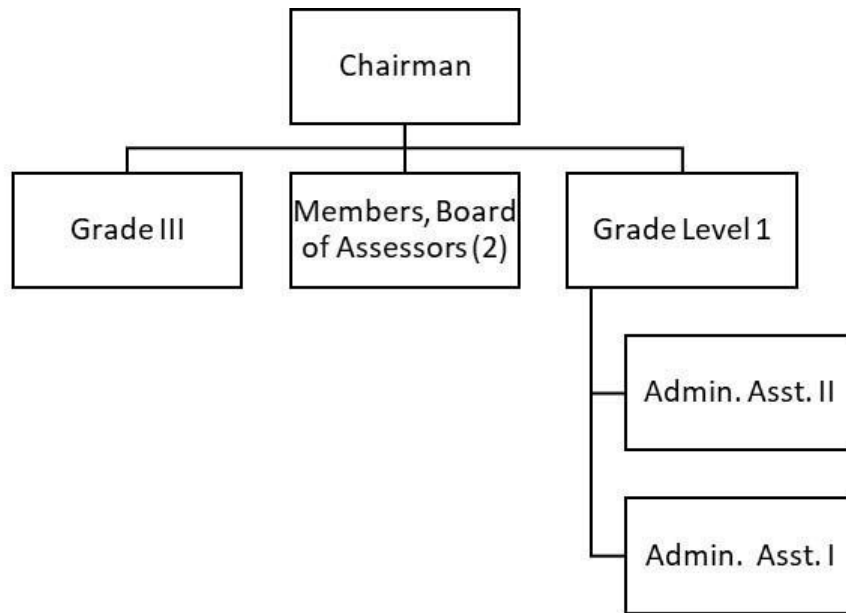 Chairman
Grade III
Members, Board
of Assessors (2)
Grade Level 1
Admin. Asst. II
Admin. Asst. I